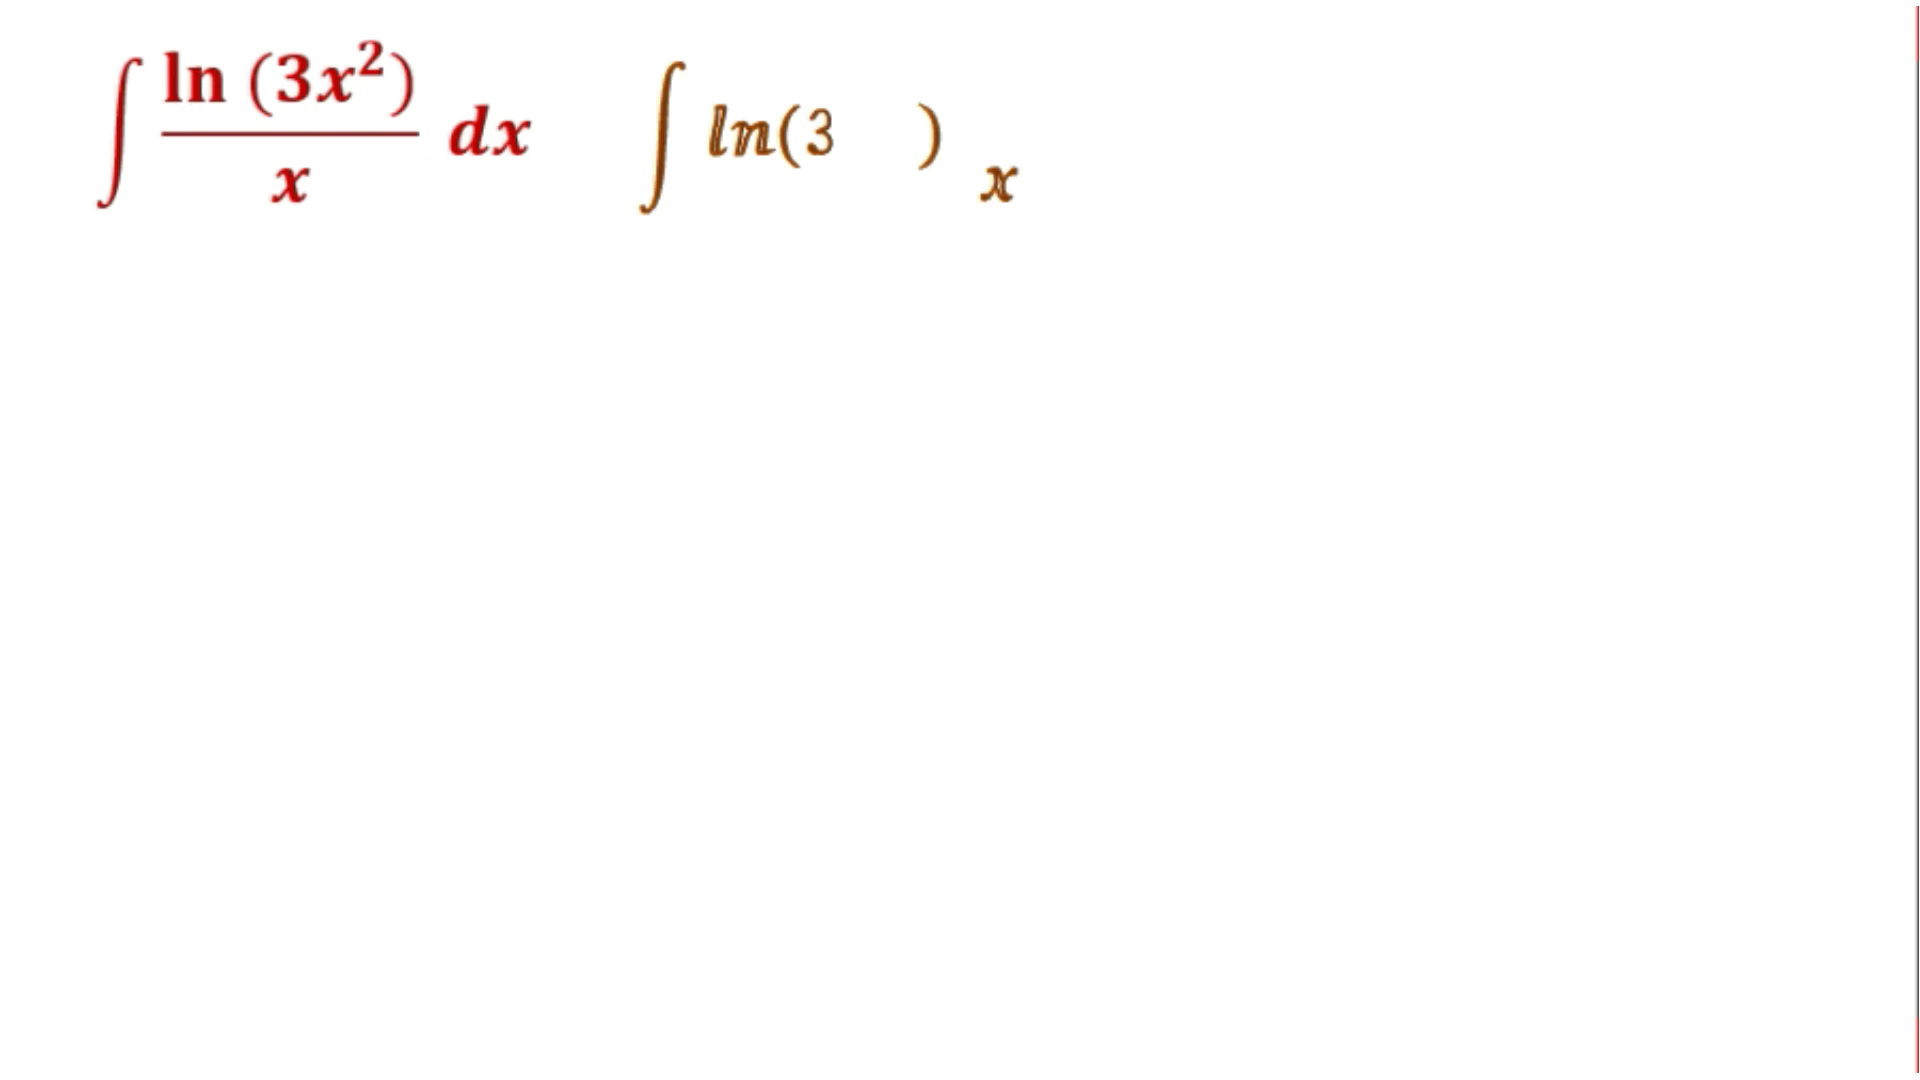 ∫ ln (3x²) / x dx ∫ ln(3 ) x